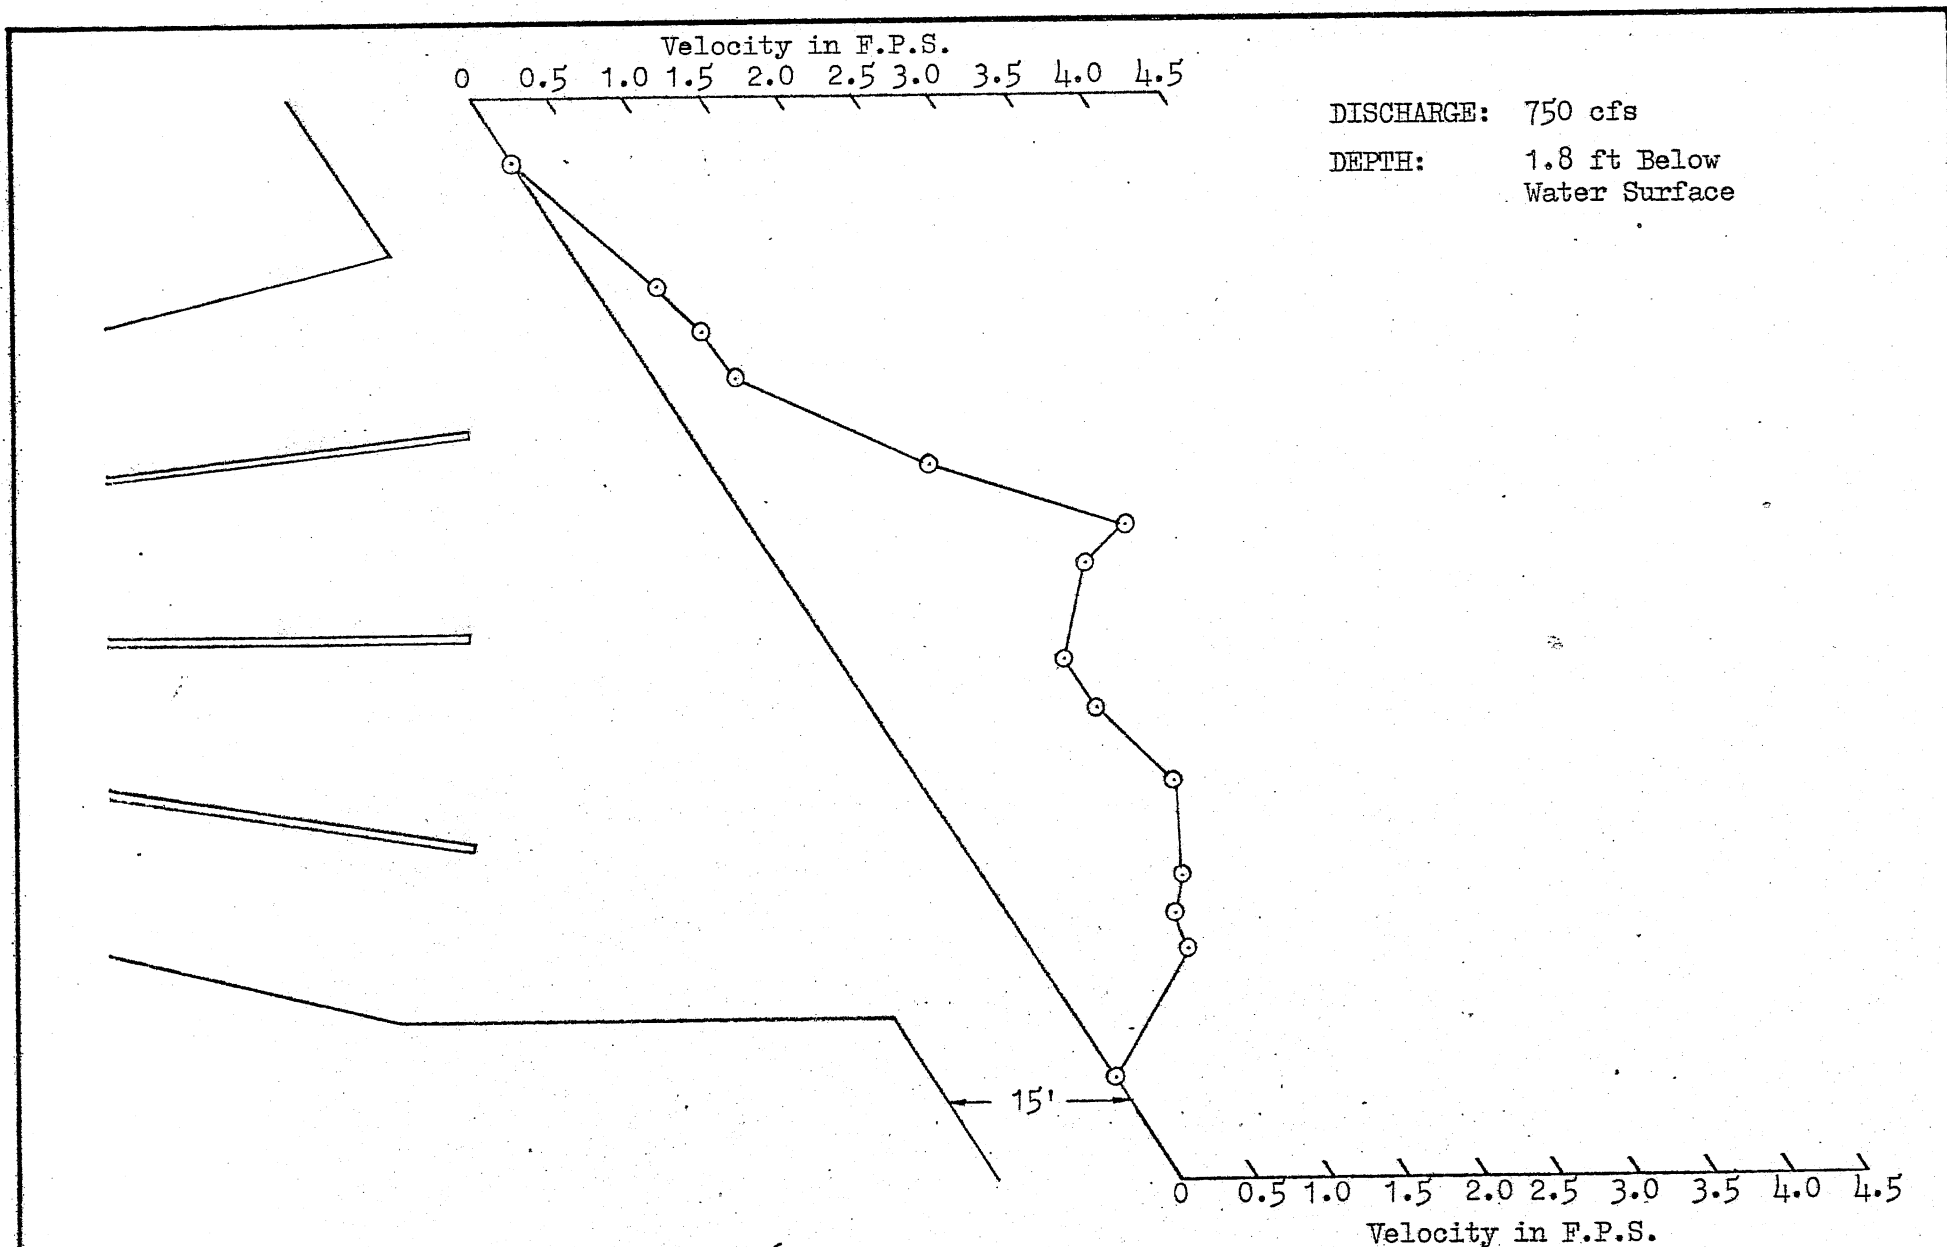 Velocity in F.P.S.
0 0.5 1.0 1.5 2.0 2.5 3.0 3.5 4.0 4.5
DISCHARGE: 750 cfs
DEPTH: 1.8 ft Below
Water Surface
15'
0 0.5 1.0 1.5 2.0 2.5 3.0 3.5 4.0 4.5
Velocity in F.P.S.